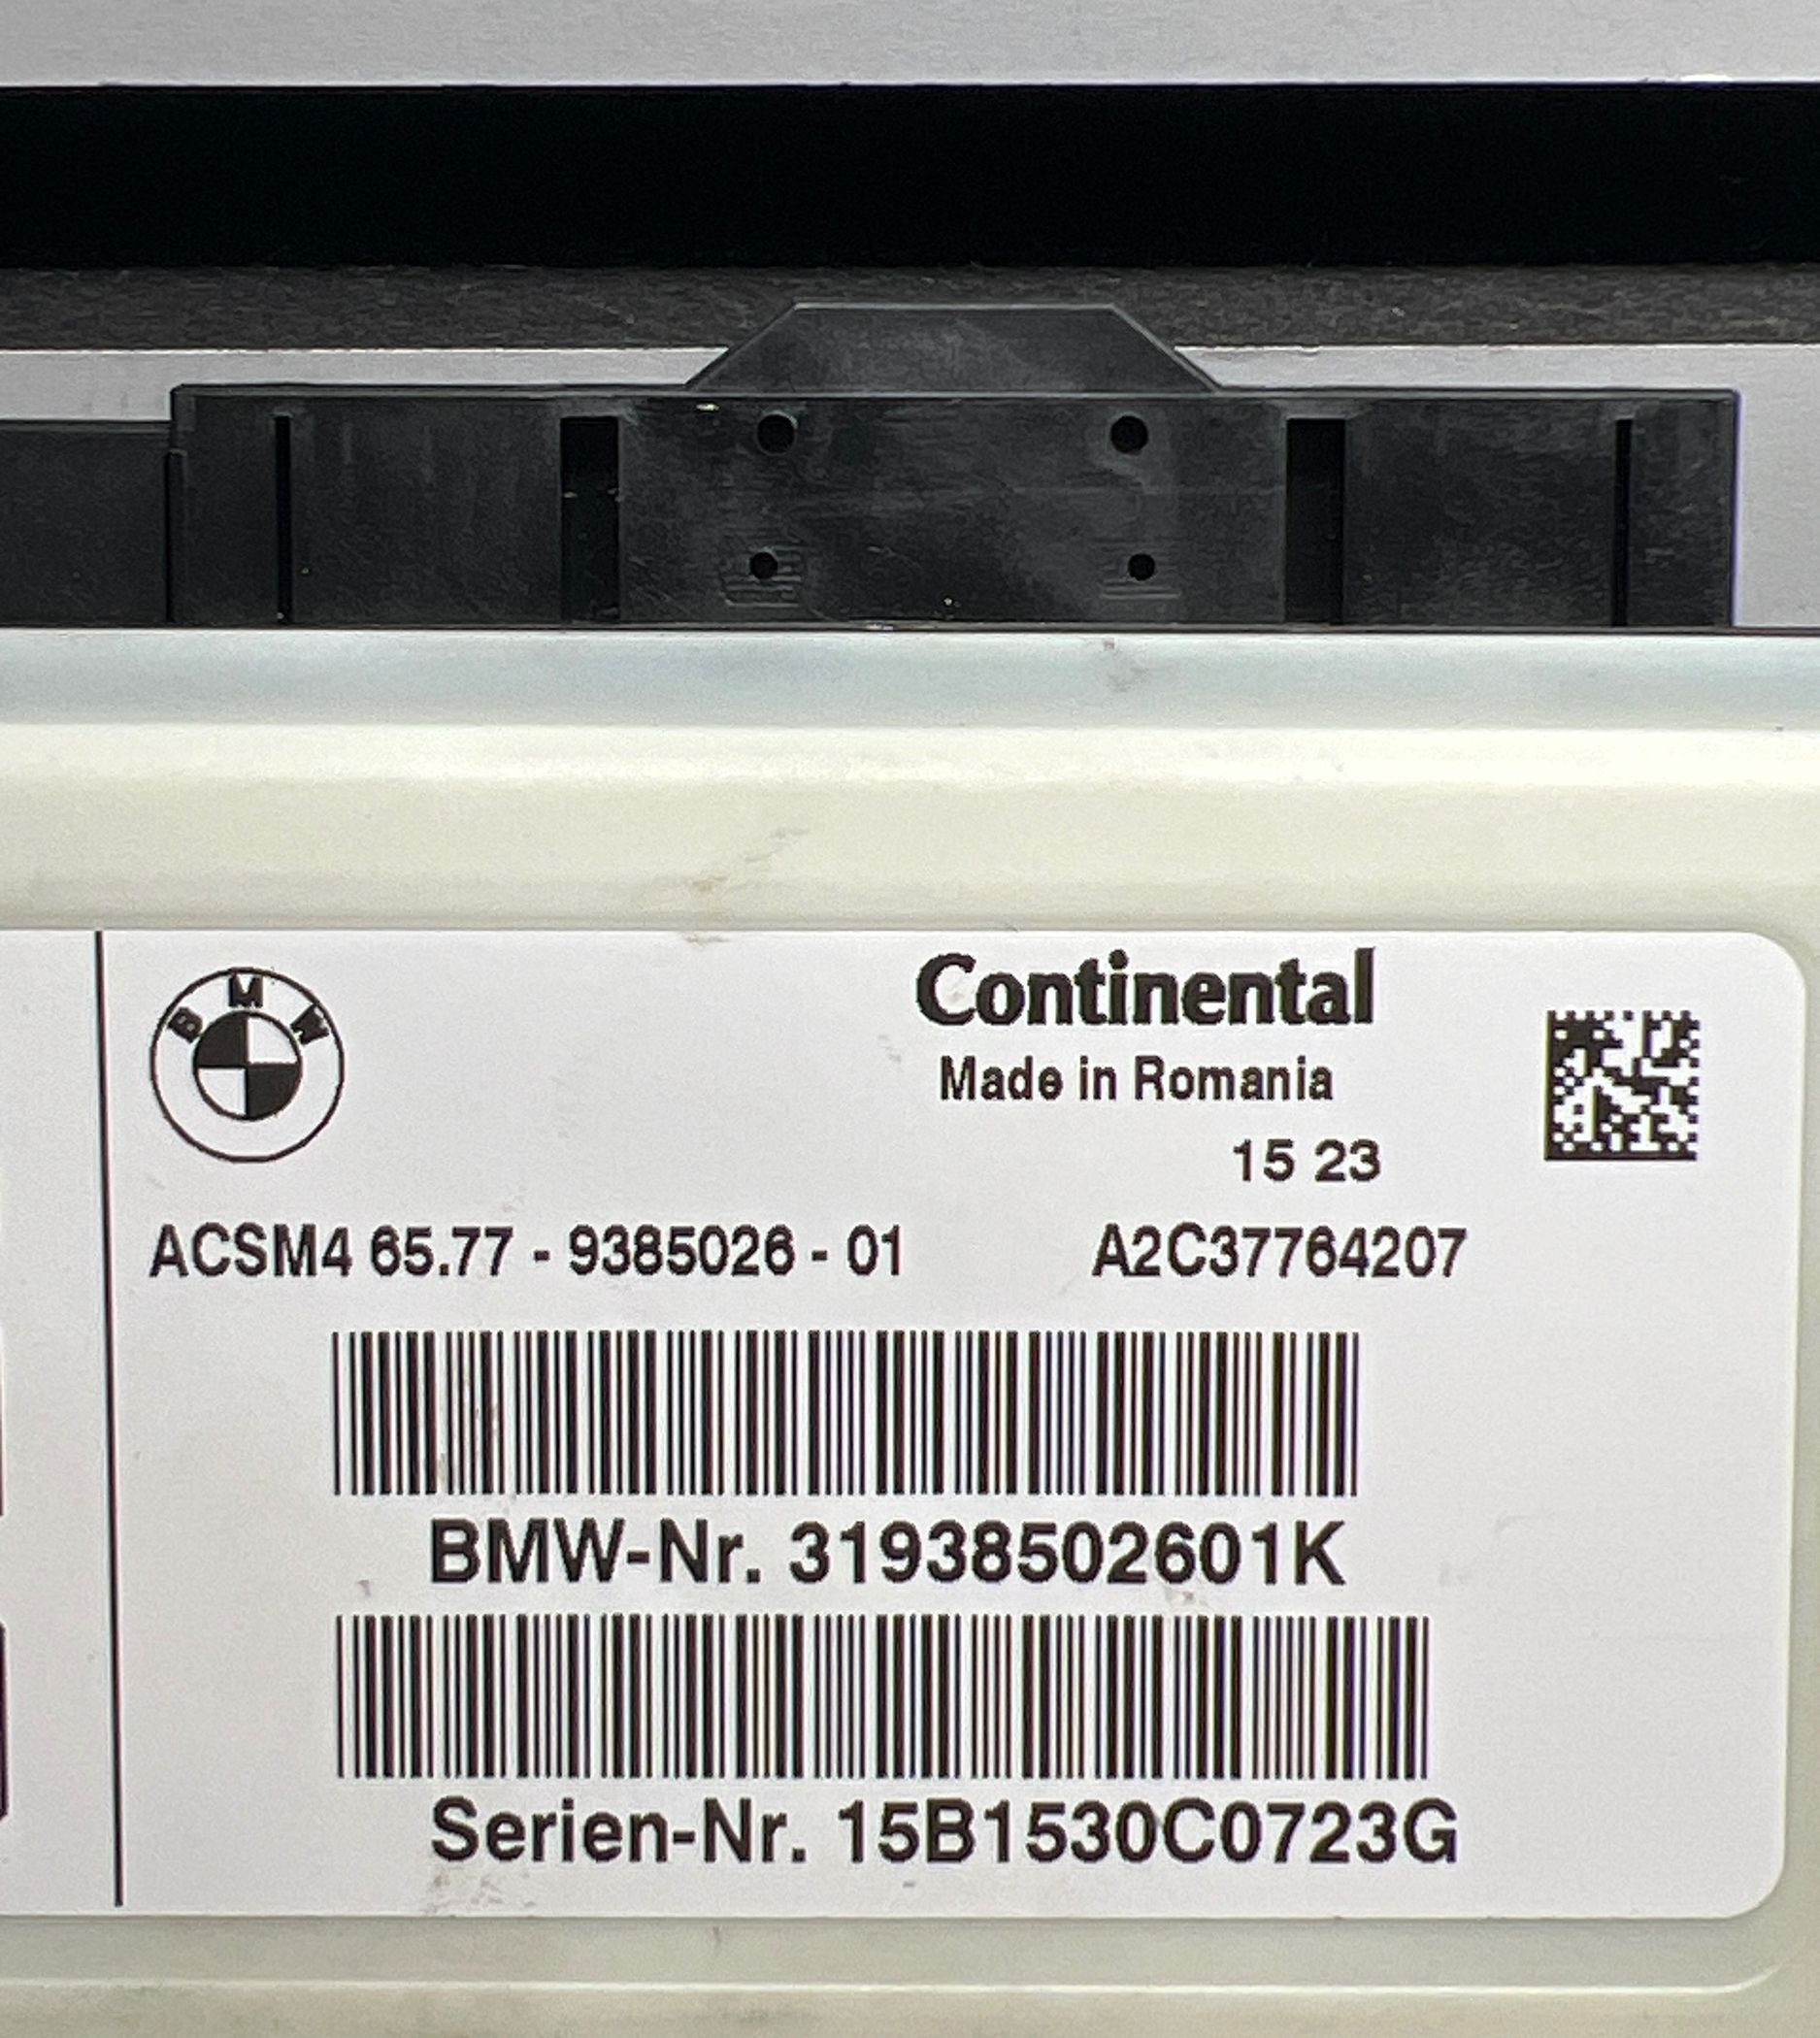 BMW
Continental
Made in Romania
15 23
ACSM4 65.77 - 9385026 - 01 A2C37764207
BMW-Nr. 31938502601K
Serien-Nr. 15B1530C0723G